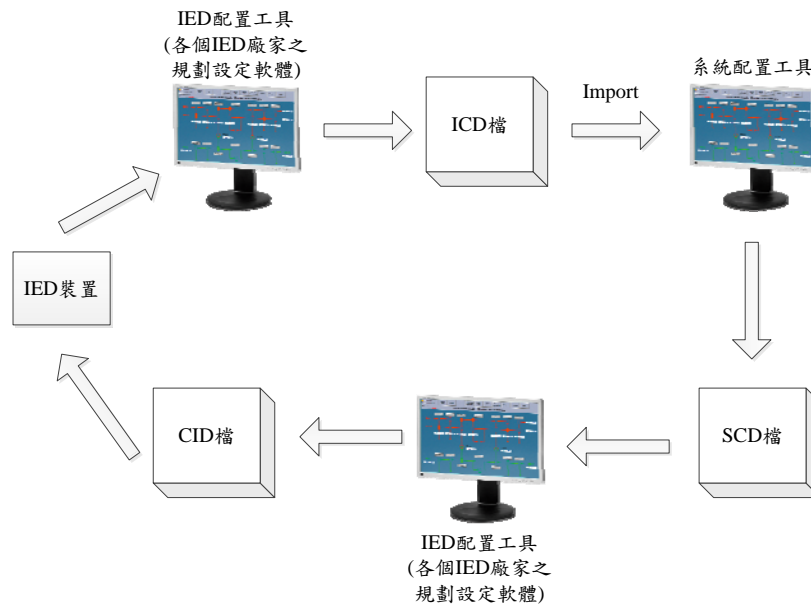 IED配置工具
(各個IED廠家之
規劃設定軟體)
ICD檔
Import
系統配置工具
IED裝置
CID檔
SCD檔
IED配置工具
(各個IED廠家之
規劃設定軟體)